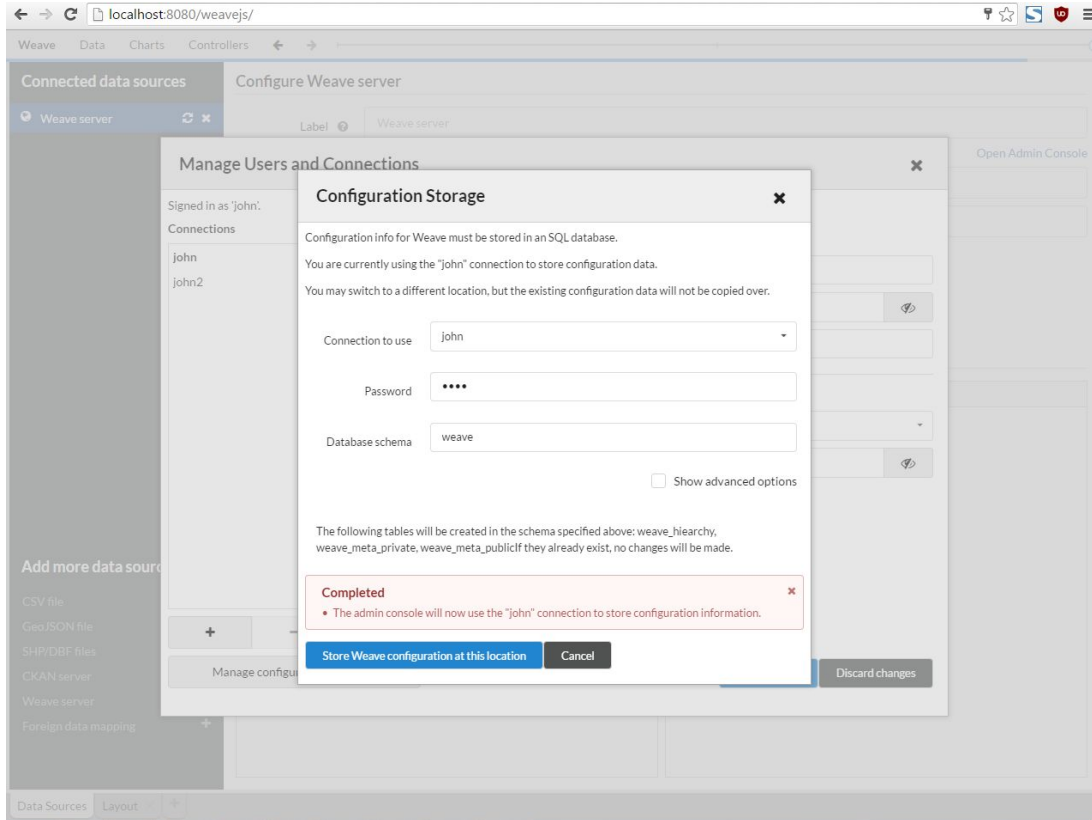 localhost:8080/weavejs/
Weave Data Charts Controllers
Connected data sources
Configure Weave server
Weave server
Label
Weave server
Open Admin Console
Manage Users and Connections
Signed in as 'john'.
Connections
john
john2
Configuration Storage
Configuration info for Weave must be stored in an SQL database.
You are currently using the "john" connection to store configuration data.
You may switch to a different location, but the existing configuration data will not be copied over.
Connection to use
john
Password
••••
Database schema
weave
Show advanced options
The following tables will be created in the schema specified above: weave_hiearchy,
weave_meta_private, weave_meta_publicIf they already exist, no changes will be made.
Completed
• The admin console will now use the "john" connection to store configuration information.
Store Weave configuration at this location
Cancel
Add more data sour
CSV file
GeoJSON file
SHP/DBF files
CKAN server
Weave server
Foreign data mapping +
+ −
Manage configu
Discard changes
Data Sources Layout +